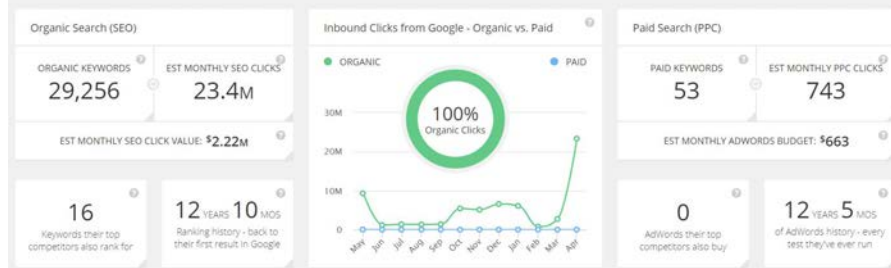 Organic Search (SEO)
ORGANIC KEYWORDS
29,256
EST MONTHLY SEO CLICKS
23.4M
EST MONTHLY SEO CLICK VALUE: $2.22M
16
Keywords their top
competitors also rank for
12 YEARS 10 MOS
Ranking history - back to
their first result in Google
Inbound Clicks from Google - Organic vs. Paid
ORGANIC
PAID
100%
Organic Clicks
30M
20M
10M
0
May Jun Jul Aug Sep Oct Nov Dec Jan Feb Mar Apr
Paid Search (PPC)
PAID KEYWORDS
53
EST MONTHLY PPC CLICKS
743
EST MONTHLY ADWORDS BUDGET: $663
0
AdWords their top
competitors also buy
12 YEARS 5 MOS
of AdWords history - every
test they've ever run